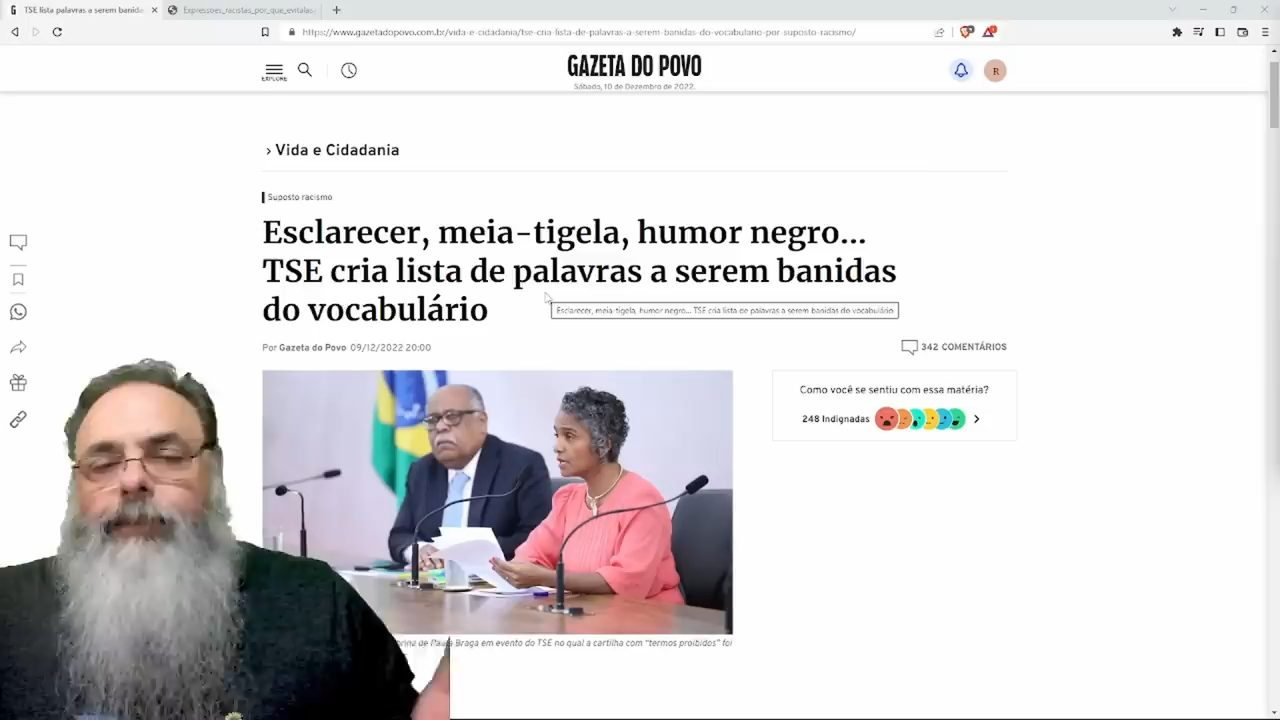 TSE lista palavras a serem banida
Expressoes_racistas_por_que_evitalas.
https://www.gazetadopovo.com.br/vida-e-cidadania/tse-cria-lista-de-palavras-a-serem-banidas-do-vocabulario-por-suposto-racismo/
EXPLORE
GAZETA DO POVO
R
Sábado, 10 de Dezembro de 2022.
› Vida e Cidadania
Suposto racismo
Esclarecer, meia-tigela, humor negro...
TSE cria lista de palavras a serem banidas
do vocabulário
Esclarecer, meia-tigela, humor negro... TSE cria lista de palavras a serem banidas do vocabulário
Por Gazeta do Povo 09/12/2022 20:00
342 COMENTÁRIOS
Como você se sentiu com essa matéria?
248 Indignadas
de Paula Braga em evento do TSE no qual a cartilha com "termos proibidos" foi